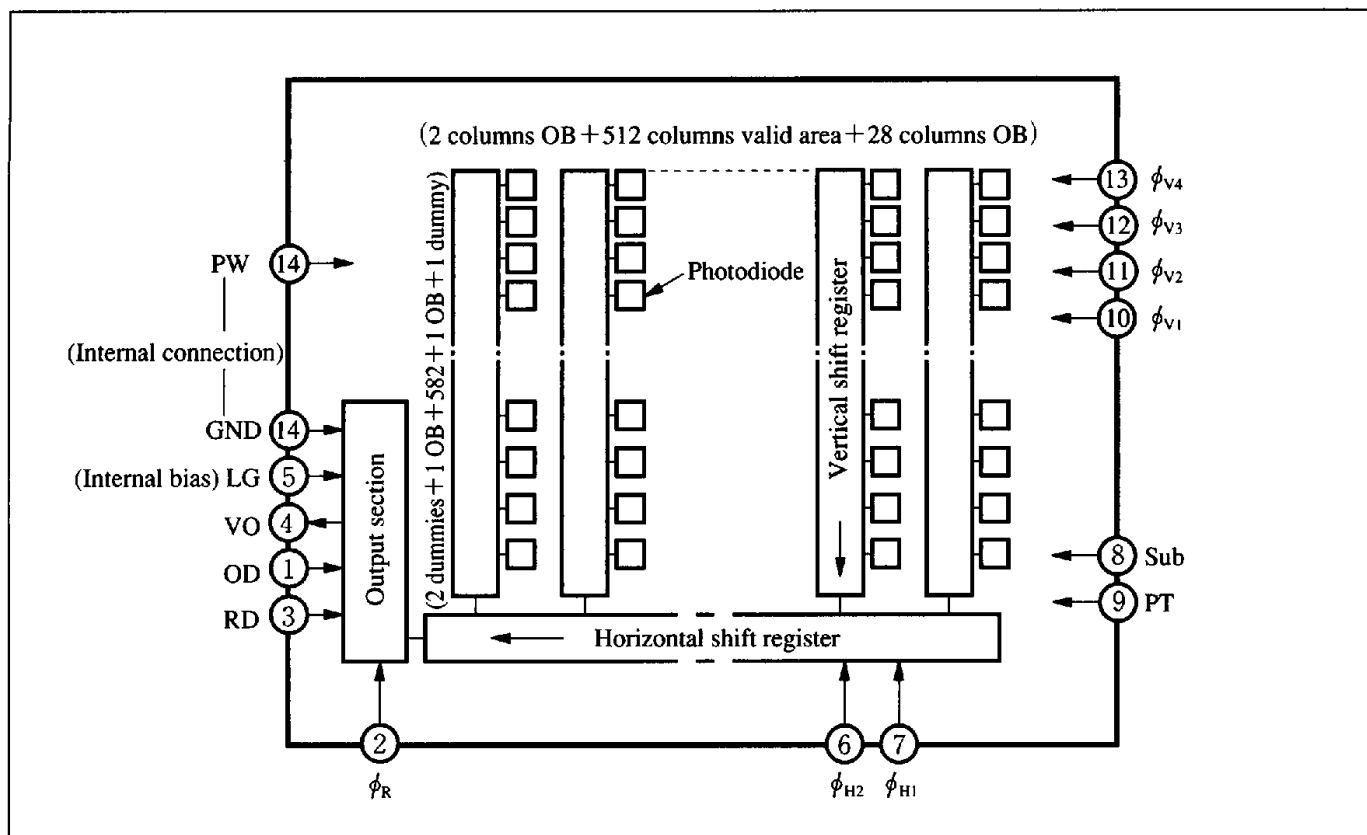 (2 columns OB+512 columns valid area+28 columns OB)
(2 dummies+1 OB+582+1 OB+1 dummy)
Photodiode
Vertical shift register
PW
14
(Internal connection)
GND
14
(Internal bias) LG
5
VO
4
OD
1
RD
3
Output section
Horizontal shift register
13
ϕV4
12
ϕV3
11
ϕV2
10
ϕV1
8
Sub
9
PT
2
ϕR
6
ϕH2
7
ϕH1